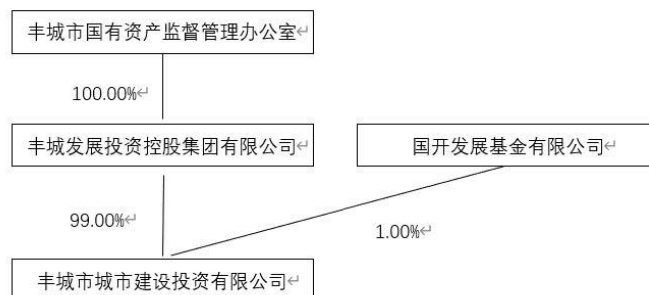 丰城市国有资产监督管理办公室↵
100.00%↵
丰城发展投资控股集团有限公司↵
国开发展基金有限公司↵
99.00%↵
1.00%↵
丰城市城市建设投资有限公司↵